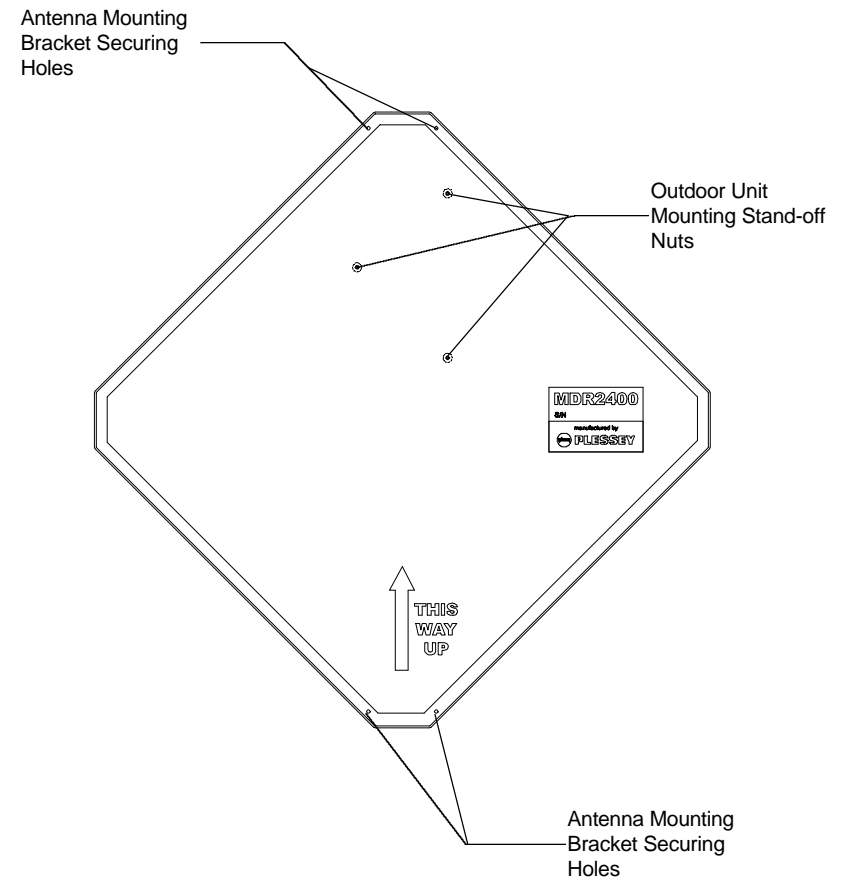 Antenna Mounting
Bracket Securing
Holes
Outdoor Unit
Mounting Stand-off
Nuts
MDR2400
S/N
manufactured by
PLESSEY
THIS
WAY
UP
Antenna Mounting
Bracket Securing
Holes